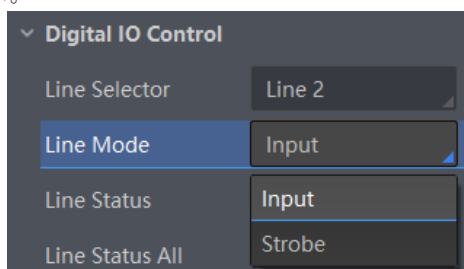 Digital IO Control
Line Selector Line 2
Line Mode Input
Line Status Input
Line Status All Strobe